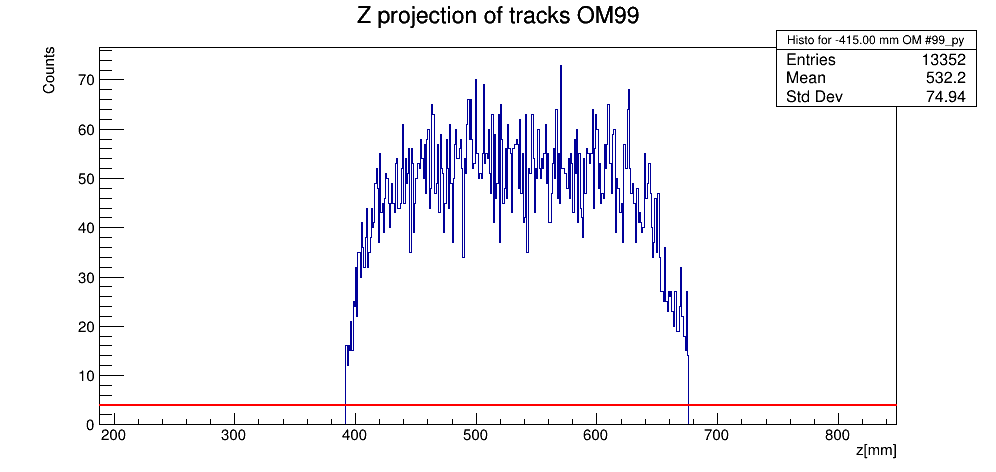 Z projection of tracks OM99
Histo for -415.00 mm OM #99_py
Entries 13352
Mean 532.2
Std Dev 74.94
Counts
70
60
50
40
30
20
10
0
200 300 400 500 600 700 800
z[mm]